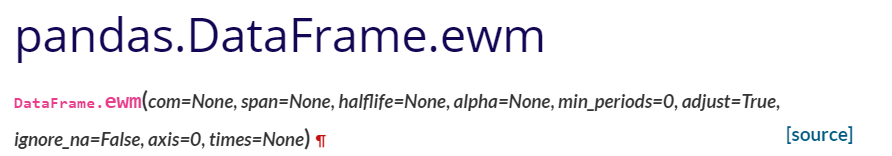 pandas.DataFrame.ewm
DataFrame.ewm(com=None, span=None, halflife=None, alpha=None, min_periods=0, adjust=True,
ignore_na=False, axis=0, times=None) ¶
[source]